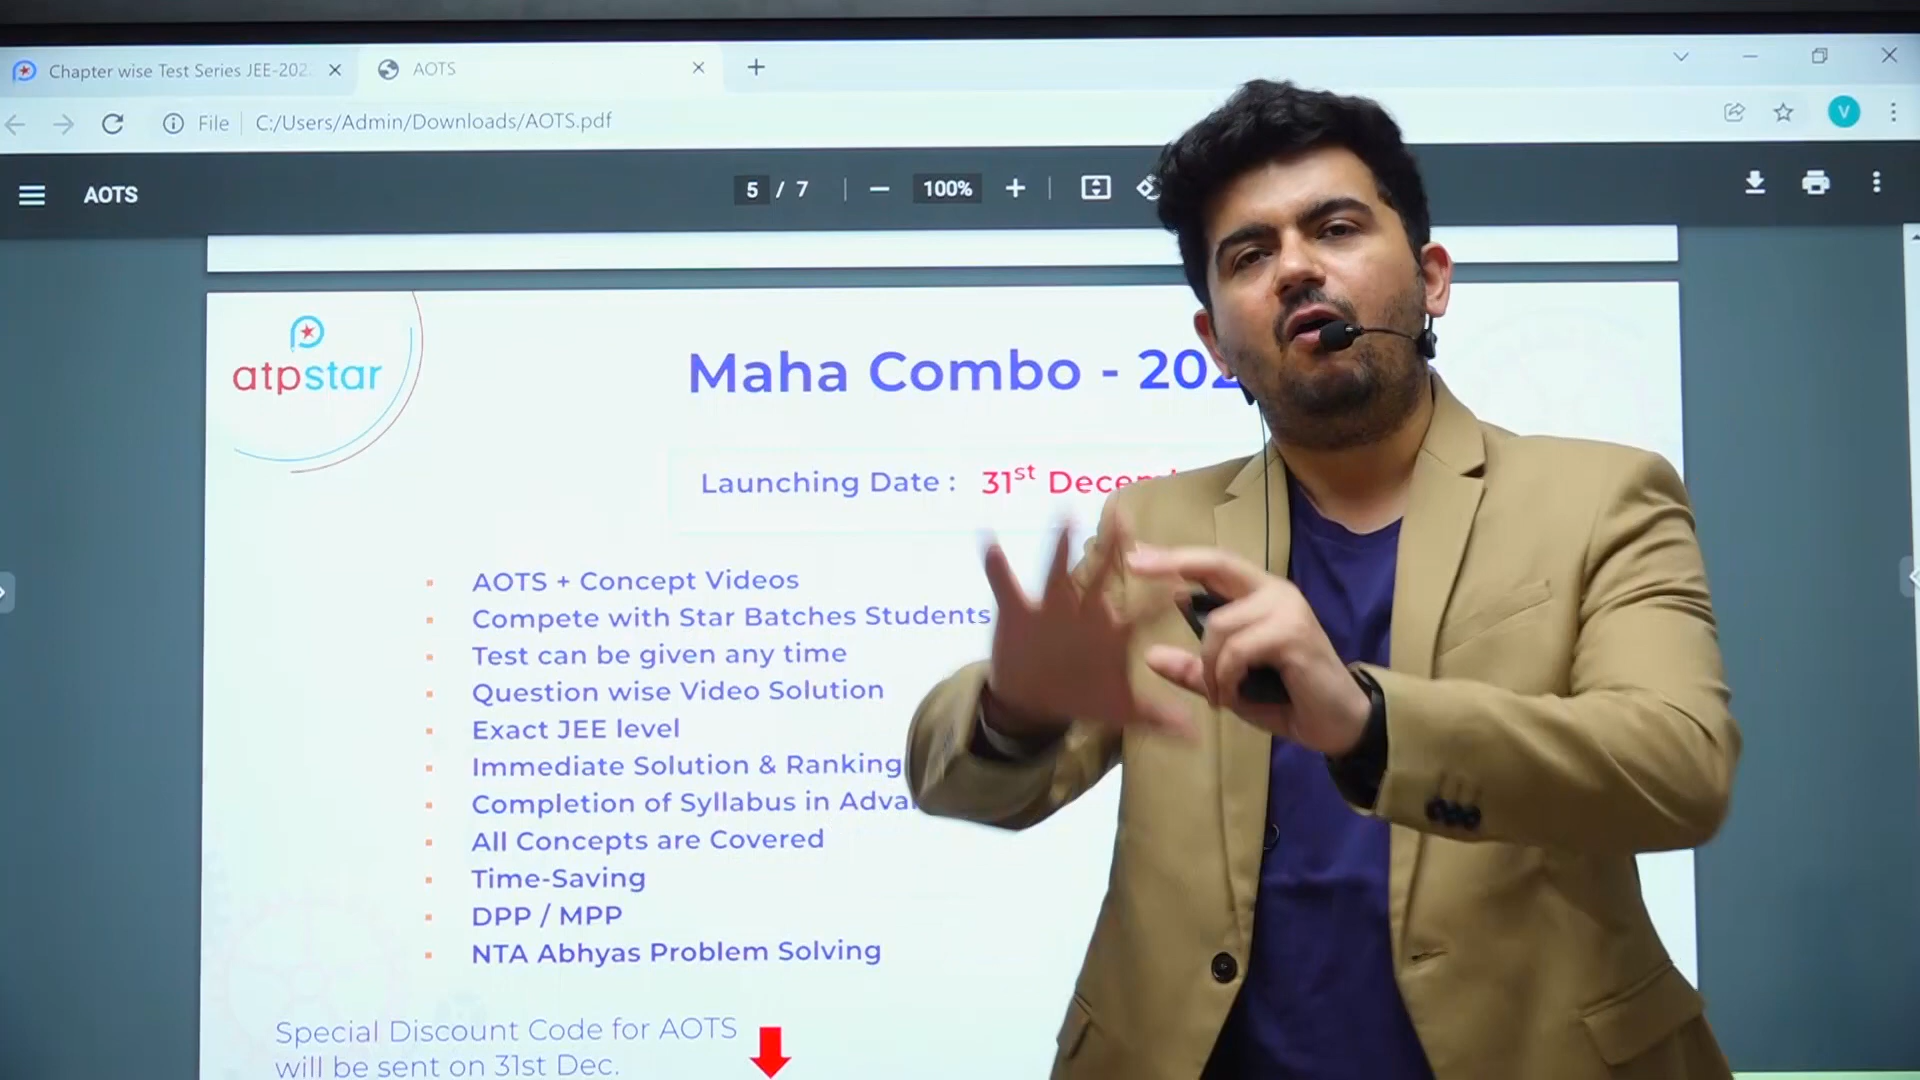 Chapter wise Test Series JEE-202
AOTS
File
C:/Users/Admin/Downloads/AOTS.pdf
V
AOTS
5 / 7
100%
atpstar
Maha Combo - 202
Launching Date : 31st Decem
AOTS + Concept Videos
Compete with Star Batches Students
Test can be given any time
Question wise Video Solution
Exact JEE level
Immediate Solution & Ranking
Completion of Syllabus in Advan
All Concepts are Covered
Time-Saving
DPP / MPP
NTA Abhyas Problem Solving
Special Discount Code for AOTS
will be sent on 31st Dec.